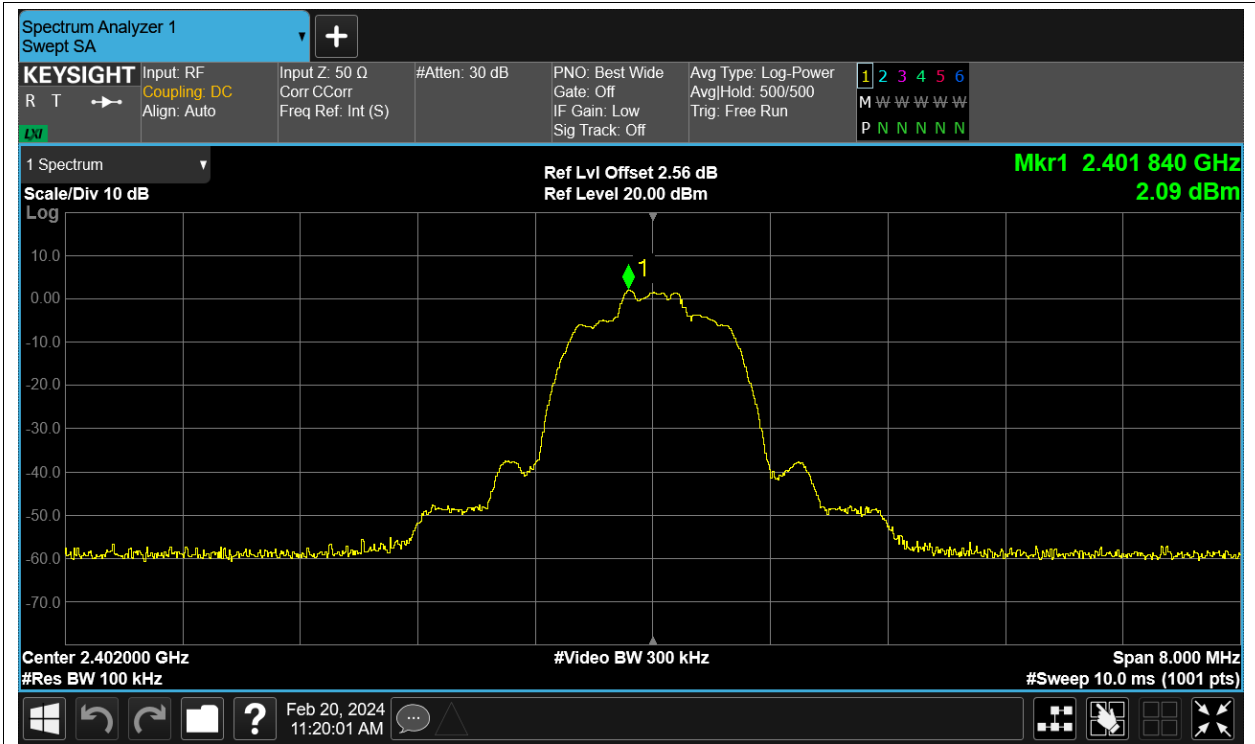 Spectrum Analyzer 1
Swept SA
+
KEYSIGHT
R T
LXI
Input: RF
Coupling: DC
Align: Auto
Input Z: 50 Ω
Corr CCorr
Freq Ref: Int (S)
#Atten: 30 dB
PNO: Best Wide
Gate: Off
IF Gain: Low
Sig Track: Off
Avg Type: Log-Power
Avg|Hold: 500/500
Trig: Free Run
1 2 3 4 5 6
M W W W W W
P N N N N N
1 Spectrum
Scale/Div 10 dB
Log
Ref Lvl Offset 2.56 dB
Ref Level 20.00 dBm
Mkr1 2.401 840 GHz
2.09 dBm
1
10.0
0.00
-10.0
-20.0
-30.0
-40.0
-50.0
-60.0
-70.0
Center 2.402000 GHz
#Res BW 100 kHz
#Video BW 300 kHz
Span 8.000 MHz
#Sweep 10.0 ms (1001 pts)
?
Feb 20, 2024
11:20:01 AM